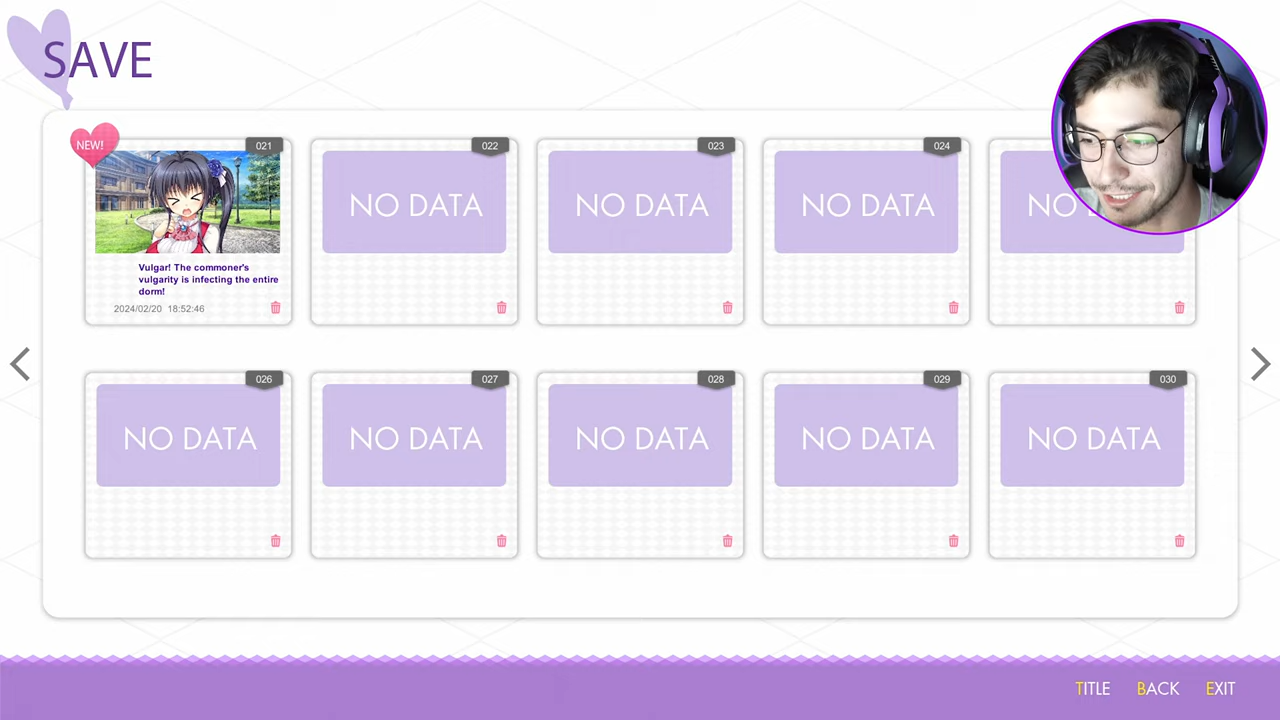 SAVE
NEW!
021
022
023
024
NO DATA
NO DATA
NO DATA
NO
Vulgar! The commoner's
vulgarity is infecting the entire
dorm!
2024/02/20 18:52:46
026
027
028
029
030
NO DATA
NO DATA
NO DATA
NO DATA
NO DATA
TITLE
BACK
EXIT